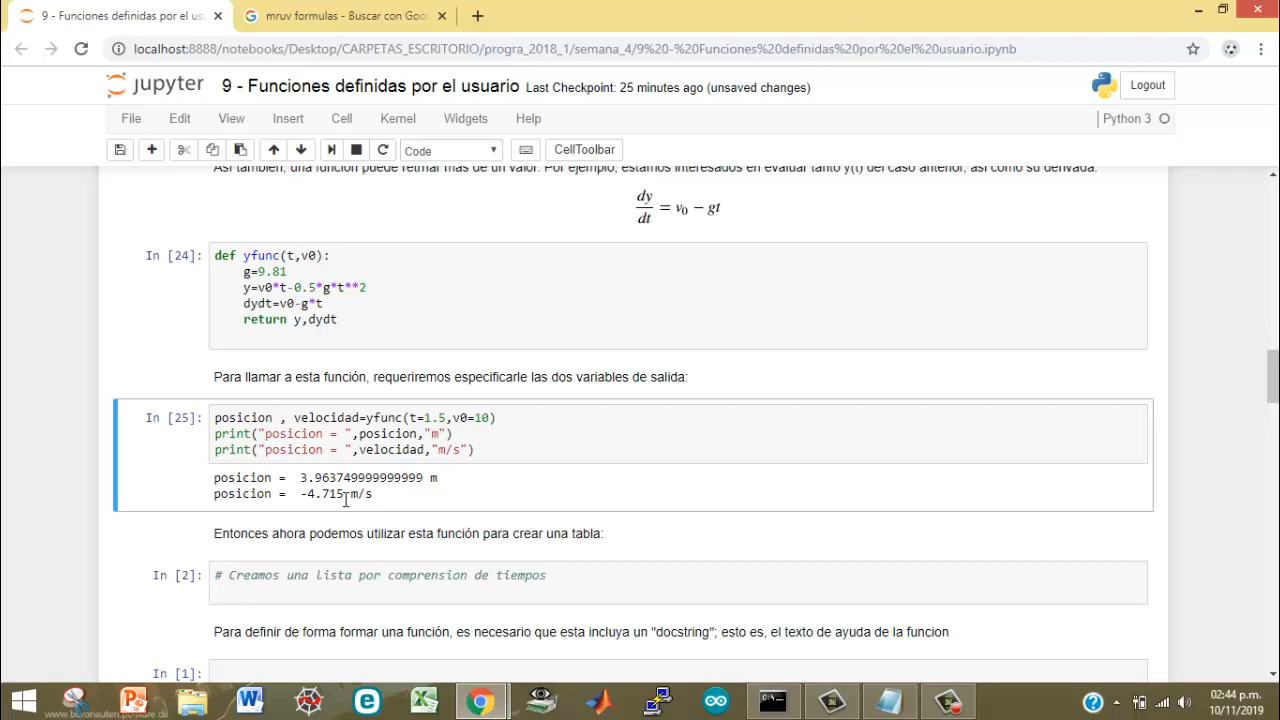 9 - Funciones definidas por el usu
mruv formulas - Buscar con Goo
localhost:8888/notebooks/Desktop/CARPETAS_ESCRITORIO/progra_2018_1/semana_4/9%20-%20Funciones%20definidas%20por%20el%20usuario.ipynb
jupyter 9 - Funciones definidas por el usuario Last Checkpoint: 25 minutes ago (unsaved changes)
Logout
File Edit View Insert Cell Kernel Widgets Help
Python 3
Code
CellToolbar
Asi también, una función puede retrnar más de un valor. Por ejemplo, estamos interesados en evaluar tanto y(t) del caso anterior, así como su derivada.
dy/dt = v0 − gt
In [24]: def yfunc(t,v0):
g=9.81
y=v0*t-0.5*g*t**2
dydt=v0-g*t
return y,dydt
Para llamar a esta función, requeriremos especificarle las dos variables de salida:
In [25]: posicion , velocidad=yfunc(t=1.5,v0=10)
print("posicion = ",posicion,"m")
print("posicion = ",velocidad,"m/s")
posicion =  3.963749999999999 m
posicion =  -4.715 m/s
Entonces ahora podemos utilizar esta función para crear una tabla:
In [2]: # Creamos una lista por comprension de tiempos
Para definir de forma formar una función, es necesario que esta incluya un "docstring"; esto es, el texto de ayuda de la funcion
In [1]:
02:44 p.m.
10/11/2019